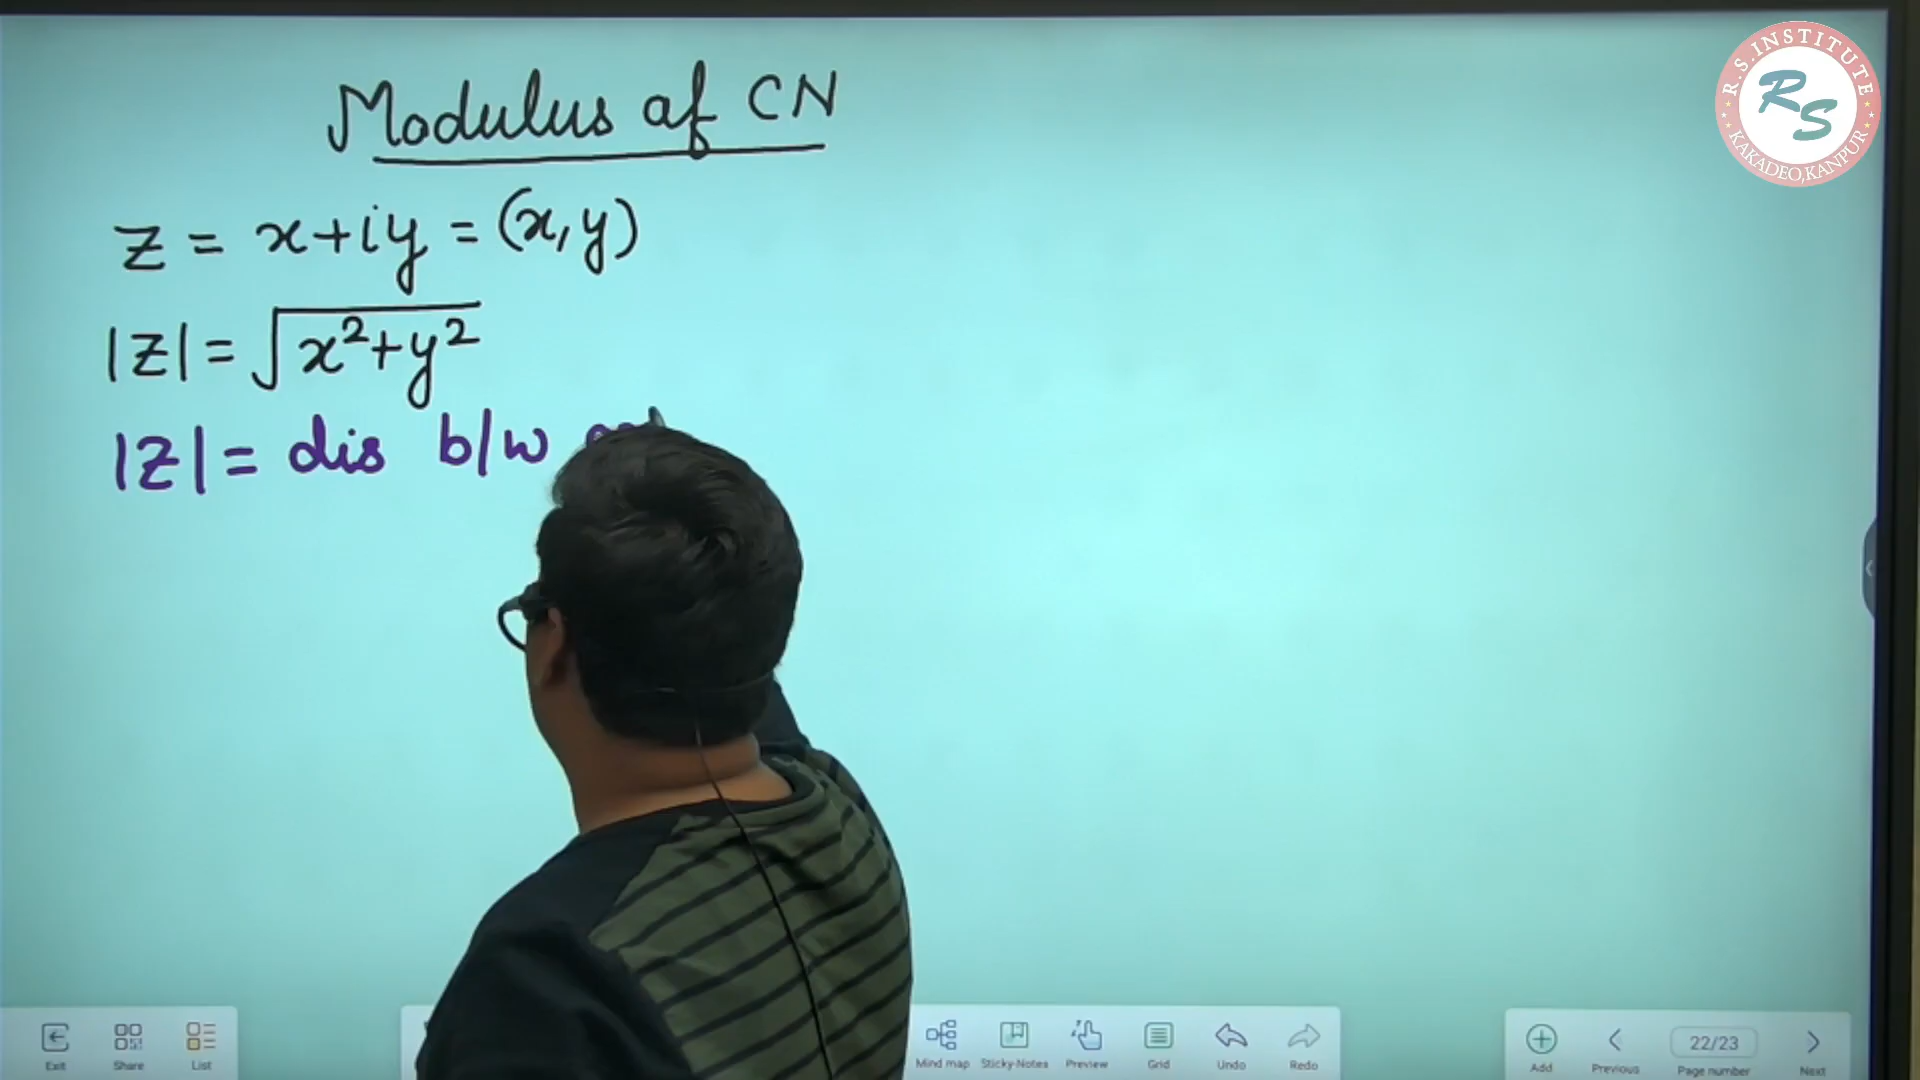 Modulus of CN
z = x+iy = (x,y)
|z| = √x²+y²
|z| = dis b/w
R.S. INSTITUTE
RS
KAKADEO, KANPUR
Exit
Share
List
Mind map
Sticky-Notes
Preview
Grid
Undo
Redo
Add
Previous
22/23
Page number
Next